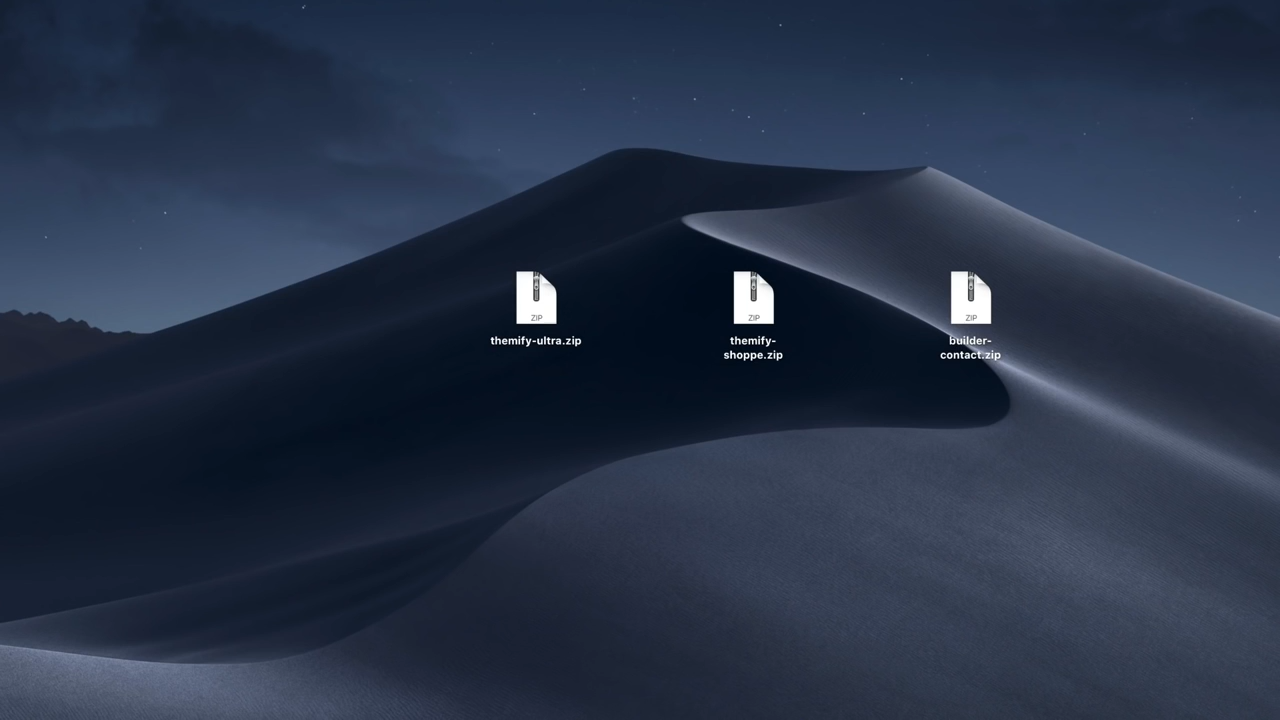 ZIP
ZIP
ZIP
themify-ultra.zip
themify-
shoppe.zip
builder-
contact.zip